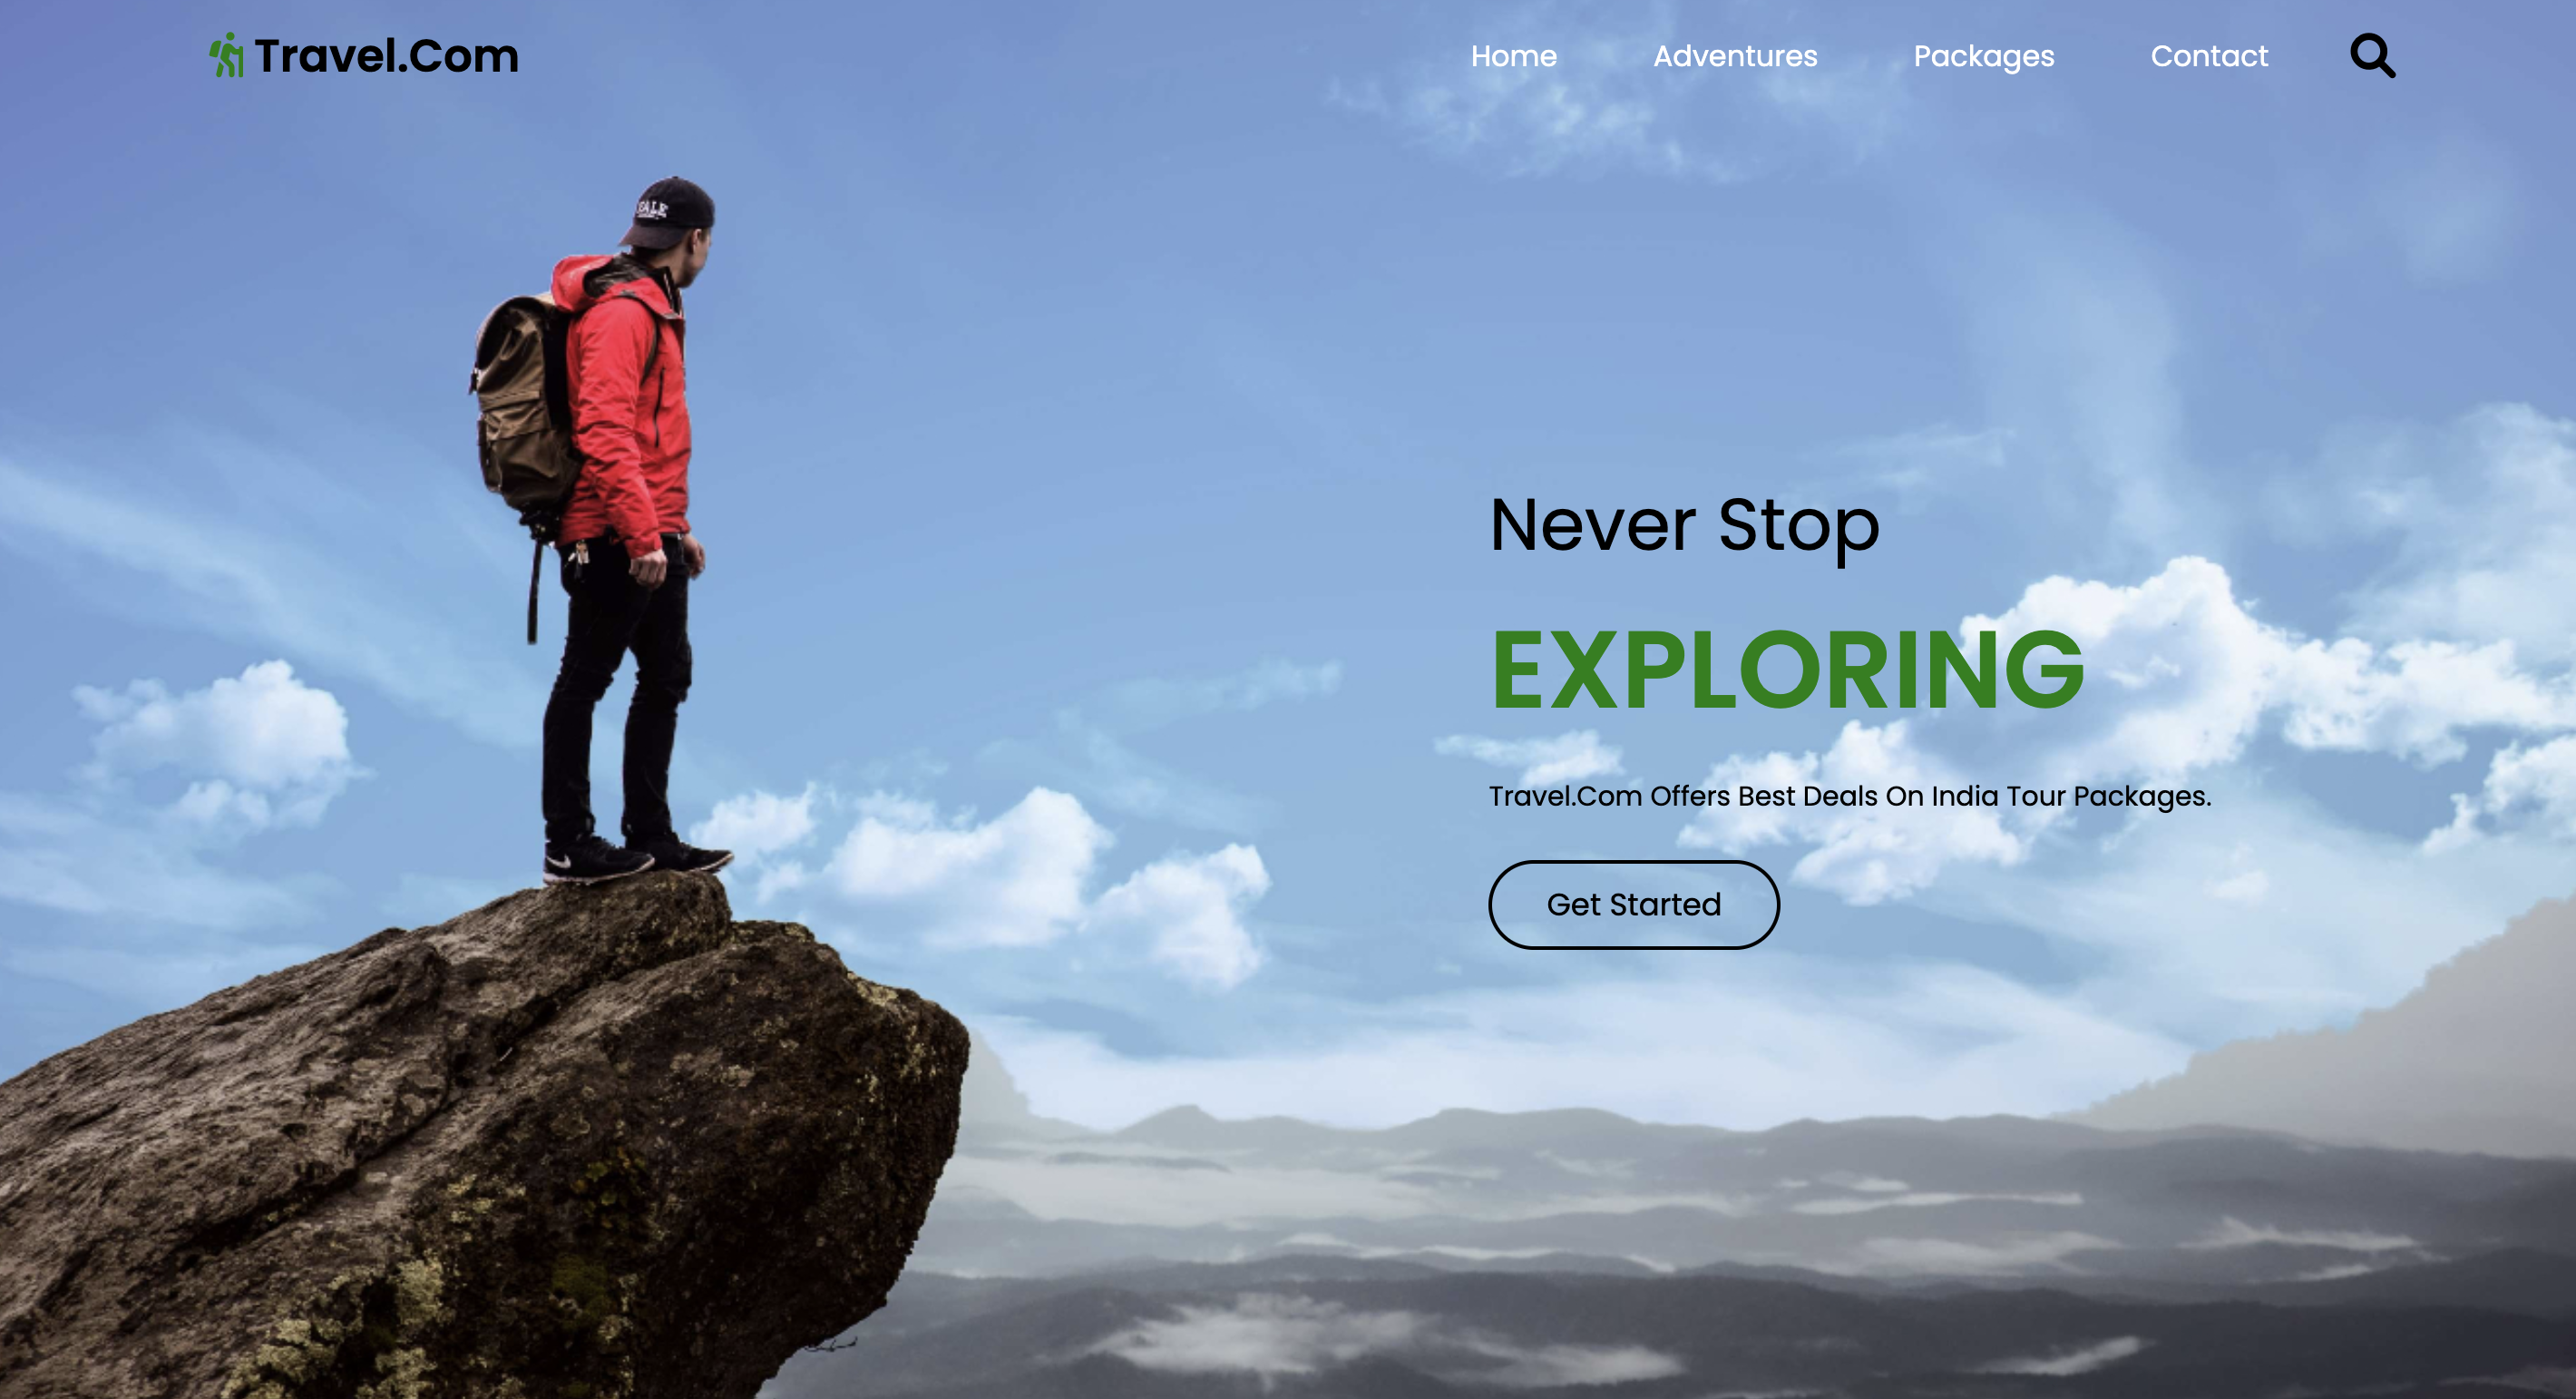 Travel.Com
Home Adventures Packages Contact
Never Stop
EXPLORING
Travel.Com Offers Best Deals On India Tour Packages.
Get Started